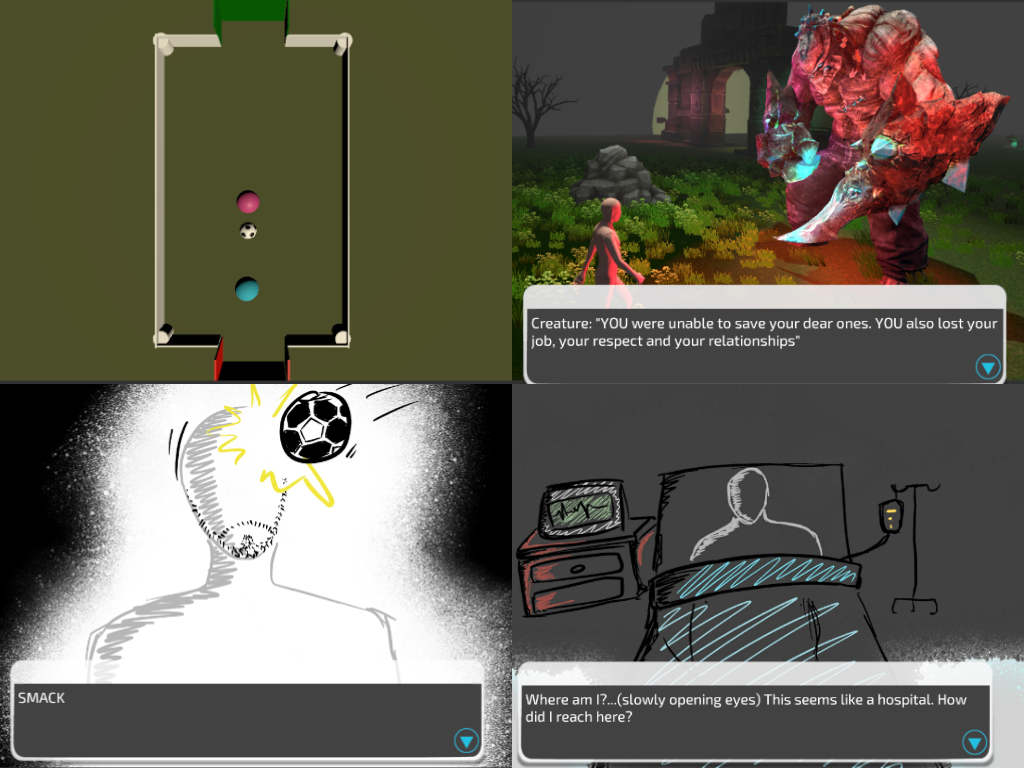 Creature: "YOU were unable to save your dear ones. YOU also lost your
job, your respect and your relationships"
SMACK
Where am I?...(slowly opening eyes) This seems like a hospital. How
did I reach here?